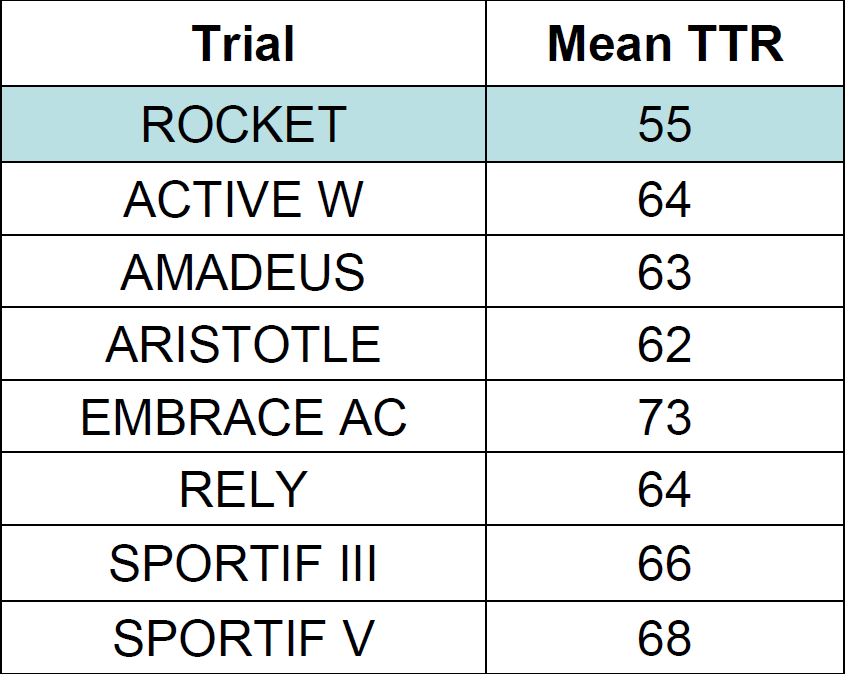 Trial Mean TTR
ROCKET 55
ACTIVE W 64
AMADEUS 63
ARISTOTLE 62
EMBRACE AC 73
RELY 64
SPORTIF III 66
SPORTIF V 68